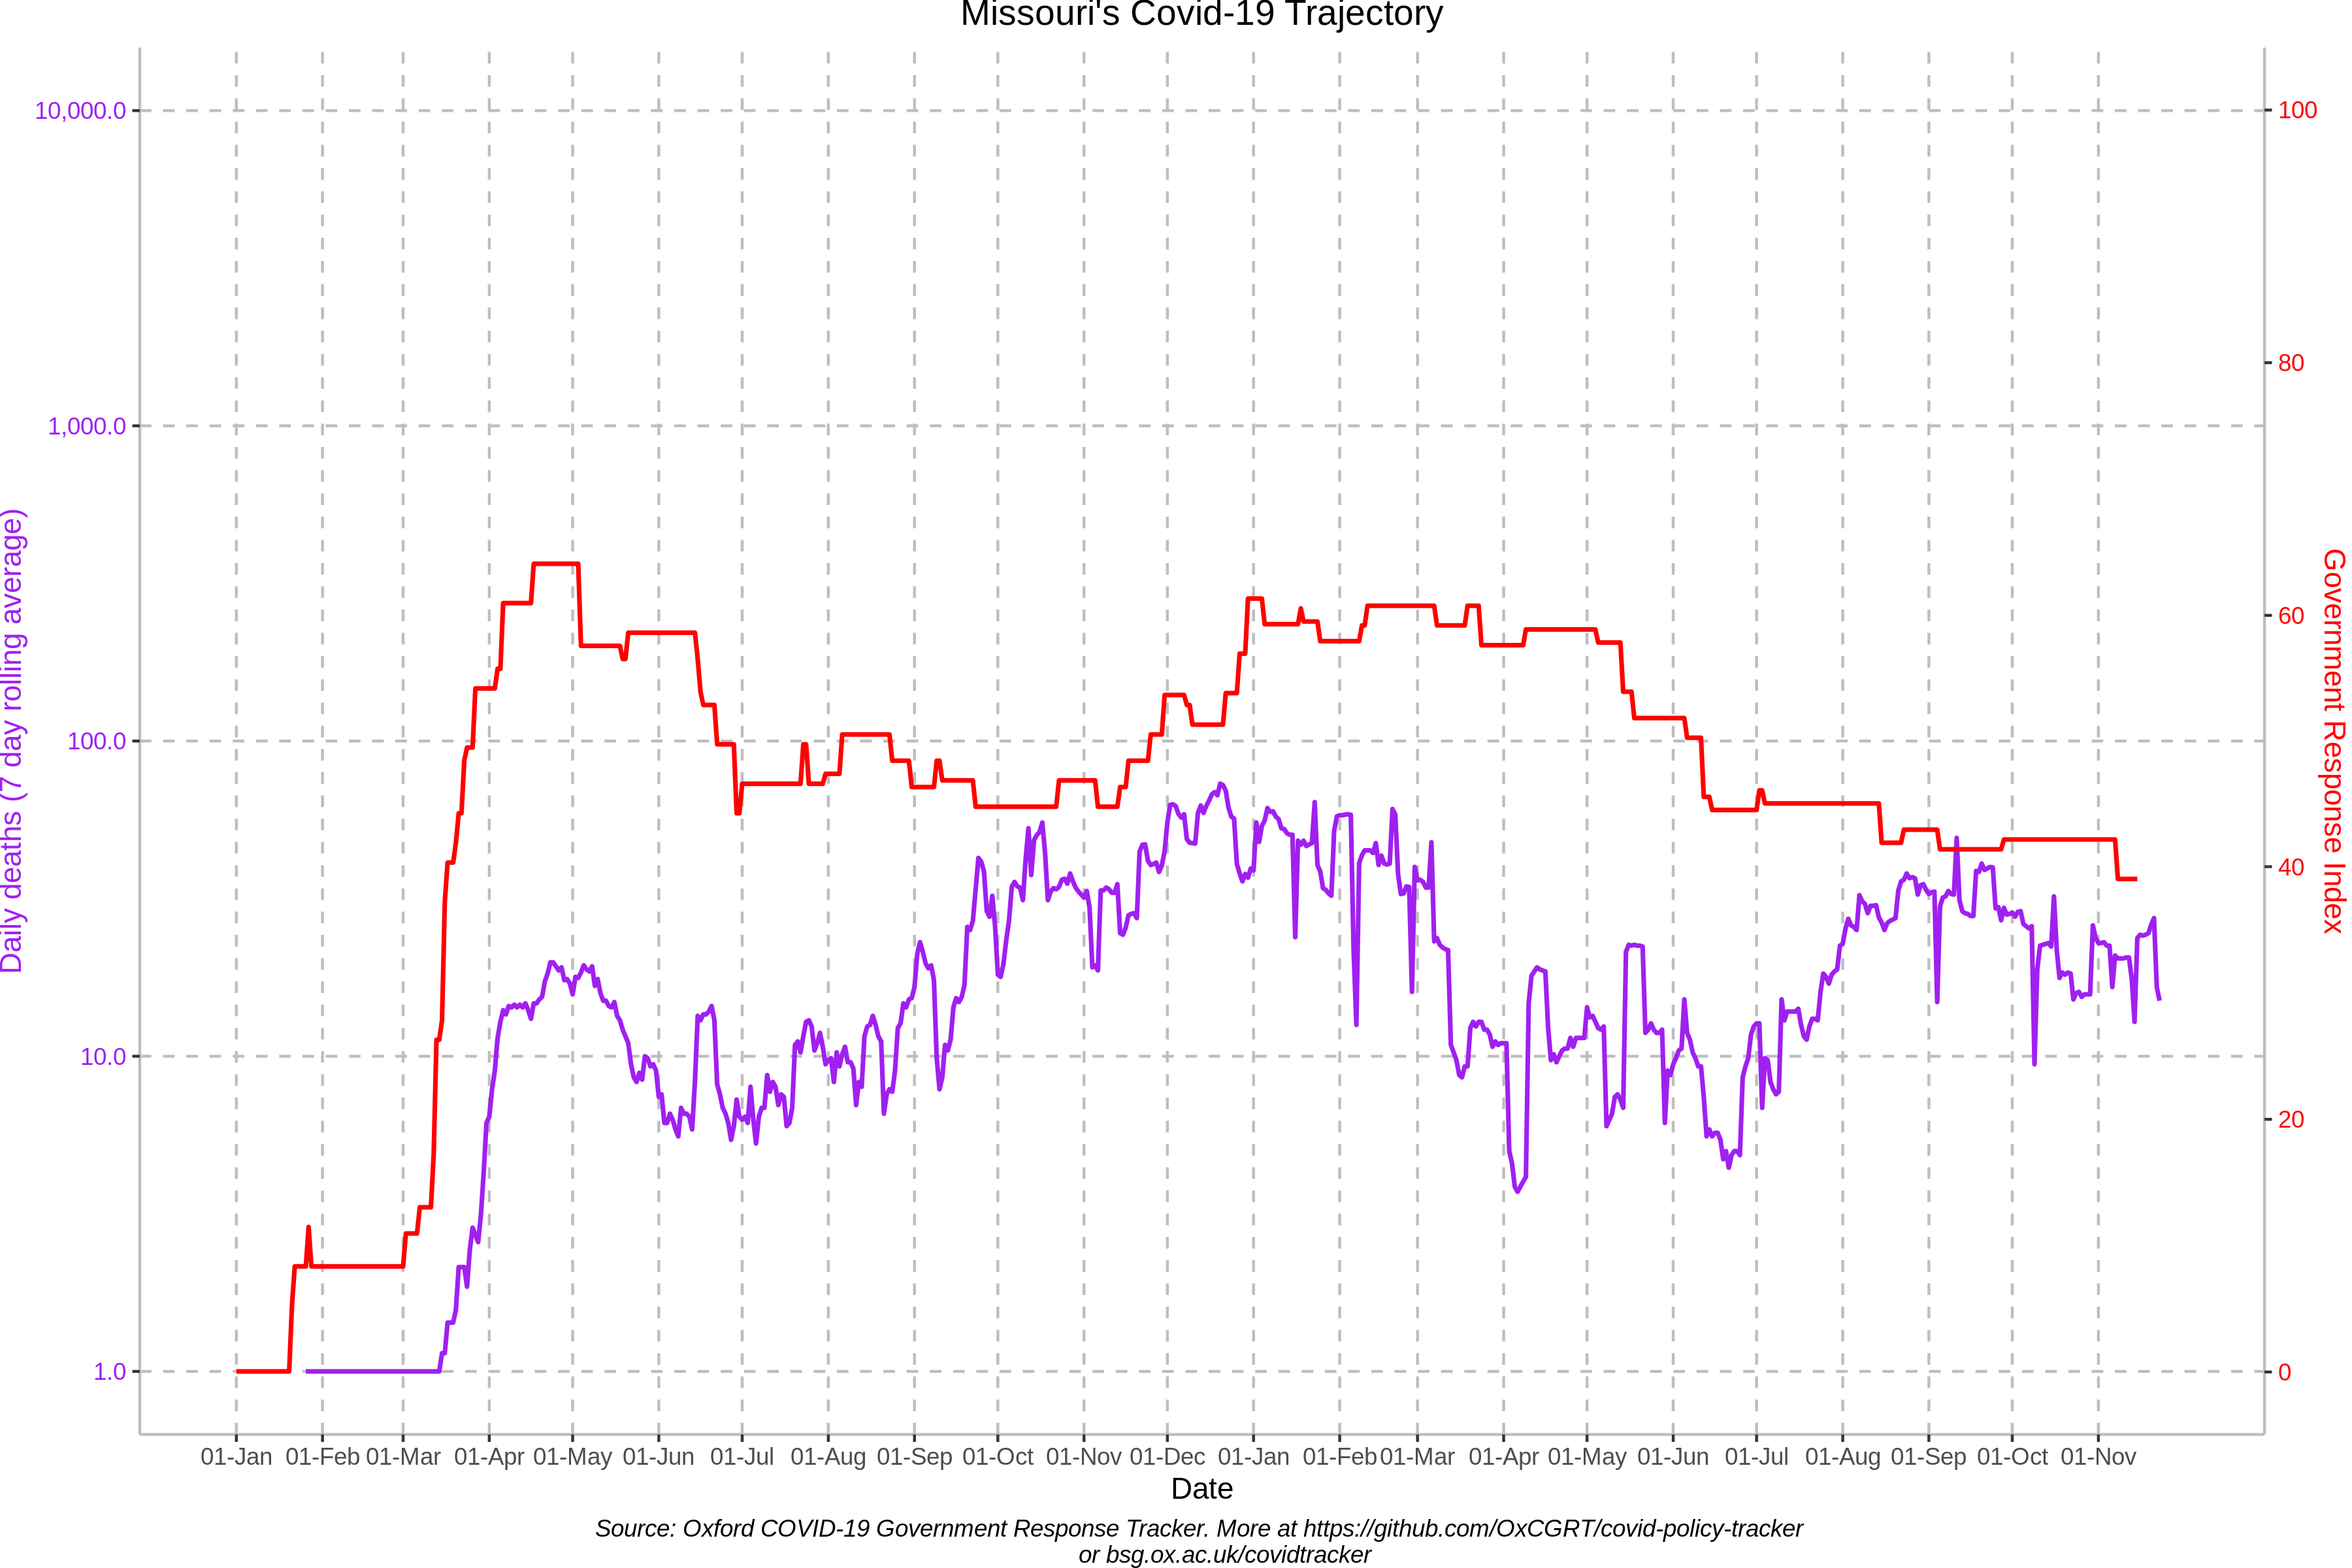 Missouri's Covid-19 Trajectory
10,000.0
1,000.0
100.0
10.0
1.0
Daily deaths (7 day rolling average)
100
80
60
40
20
0
Government Response Index
01-Jan 01-Feb 01-Mar 01-Apr 01-May 01-Jun 01-Jul 01-Aug 01-Sep 01-Oct 01-Nov 01-Dec 01-Jan 01-Feb 01-Mar 01-Apr 01-May 01-Jun 01-Jul 01-Aug 01-Sep 01-Oct 01-Nov
Date
Source: Oxford COVID-19 Government Response Tracker. More at https://github.com/OxCGRT/covid-policy-tracker
or bsg.ox.ac.uk/covidtracker